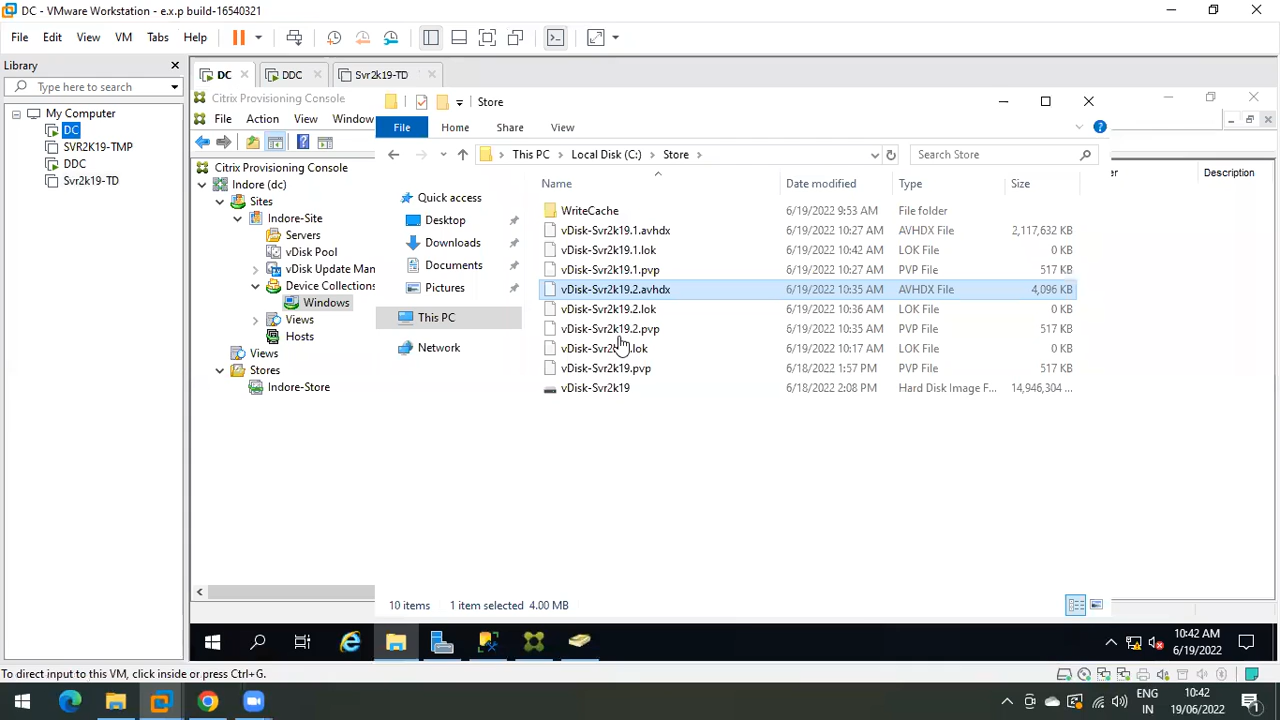 DC - VMware Workstation - e.x.p build-16540321
File Edit View VM Tabs Help
Library
Type here to search
My Computer
DC
SVR2K19-TMP
DDC
Svr2k19-TD
DC DDC Svr2k19-TD
Citrix Provisioning Console
File Action View Window
Citrix Provisioning Console
Indore (dc)
Sites
Indore-Site
Servers
vDisk Pool
vDisk Update Man
Device Collections
Windows
Views
Hosts
Views
Stores
Indore-Store
Store
File Home Share View
This PC Local Disk (C:) Store
Search Store
Quick access
Desktop
Downloads
Documents
Pictures
This PC
Network
Name Date modified Type Size
WriteCache 6/19/2022 9:53 AM File folder
vDisk-Svr2k19.1.avhdx 6/19/2022 10:27 AM AVHDX File 2,117,632 KB
vDisk-Svr2k19.1.lok 6/19/2022 10:42 AM LOK File 0 KB
vDisk-Svr2k19.1.pvp 6/19/2022 10:27 AM PVP File 517 KB
vDisk-Svr2k19.2.avhdx 6/19/2022 10:35 AM AVHDX File 4,096 KB
vDisk-Svr2k19.2.lok 6/19/2022 10:36 AM LOK File 0 KB
vDisk-Svr2k19.2.pvp 6/19/2022 10:35 AM PVP File 517 KB
.lok 6/19/2022 10:17 AM LOK File 0 KB
vDisk-Svr2k19.pvp 6/18/2022 1:57 PM PVP File 517 KB
vDisk-Svr2k19 6/18/2022 2:08 PM Hard Disk Image F... 14,946,304 ...
10 items 1 item selected 4.00 MB
er Description
10:42 AM
6/19/2022
To direct input to this VM, click inside or press Ctrl+G.
ENG
IN
10:42
19/06/2022
1